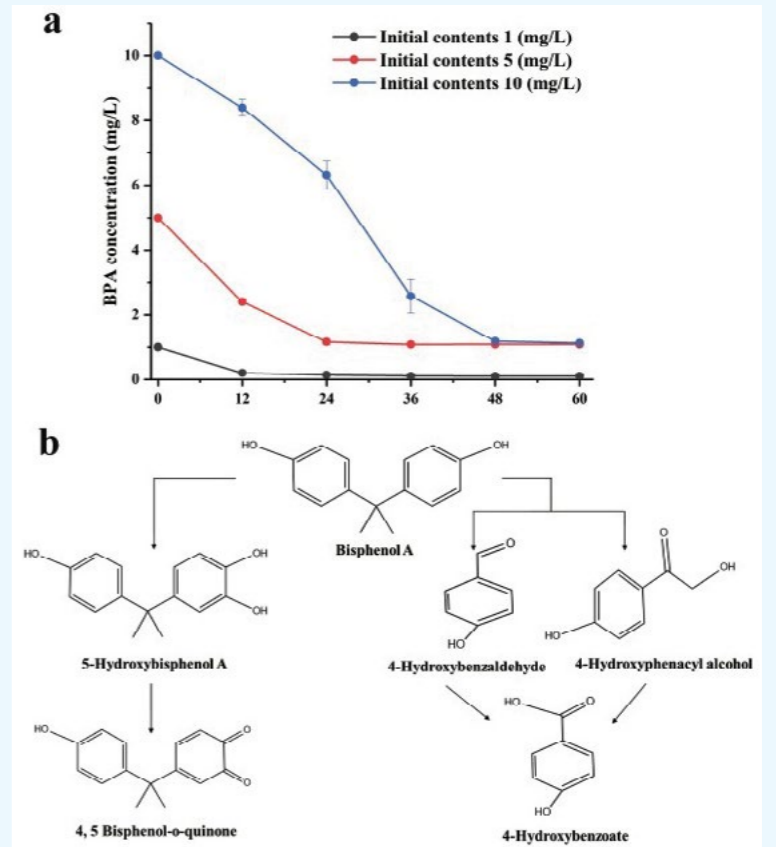 a
Initial contents 1 (mg/L)
Initial contents 5 (mg/L)
Initial contents 10 (mg/L)
BPA concentration (mg/L)
10
8
6
4
2
0
0 12 24 36 48 60
b
HO OH
Bisphenol A
HO OH
OH
5-Hydroxybisphenol A
O
HO
4-Hydroxybenzaldehyde
O
OH
HO
4-Hydroxyphenacyl alcohol
HO O
O
4, 5 Bisphenol-o-quinone
HO O
HO
4-Hydroxybenzoate